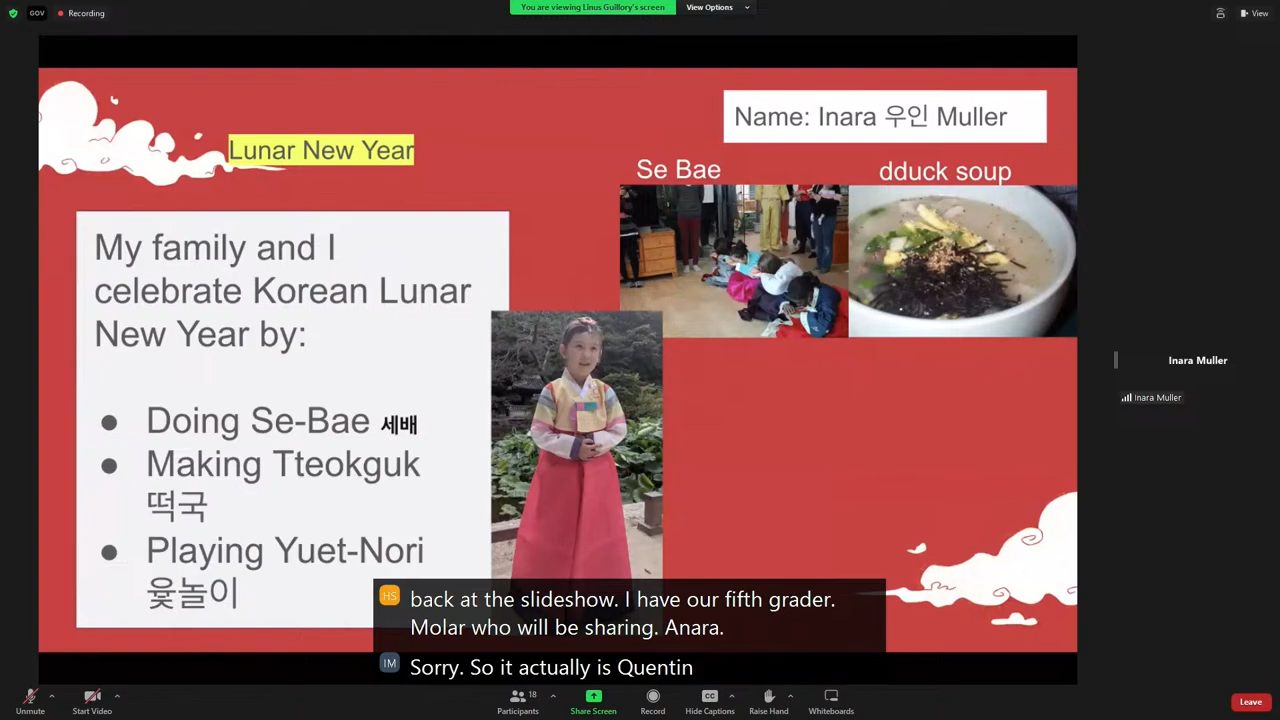 GOV
Recording
You are viewing Linus Guillory's screen
View Options
View
Lunar New Year
Name: Inara 우인 Muller
Se Bae
dduck soup
My family and I
celebrate Korean Lunar
New Year by:
● Doing Se-Bae 세배
● Making Tteokguk
떡국
● Playing Yuet-Nori
윷놀이
Inara Muller
Inara Muller
HS back at the slideshow. I have our fifth grader.
Molar who will be sharing. Anara.
IM Sorry. So it actually is Quentin
Unmute
Start Video
18
Participants
Share Screen
Record
CC
Hide Captions
Raise Hand
Whiteboards
Leave